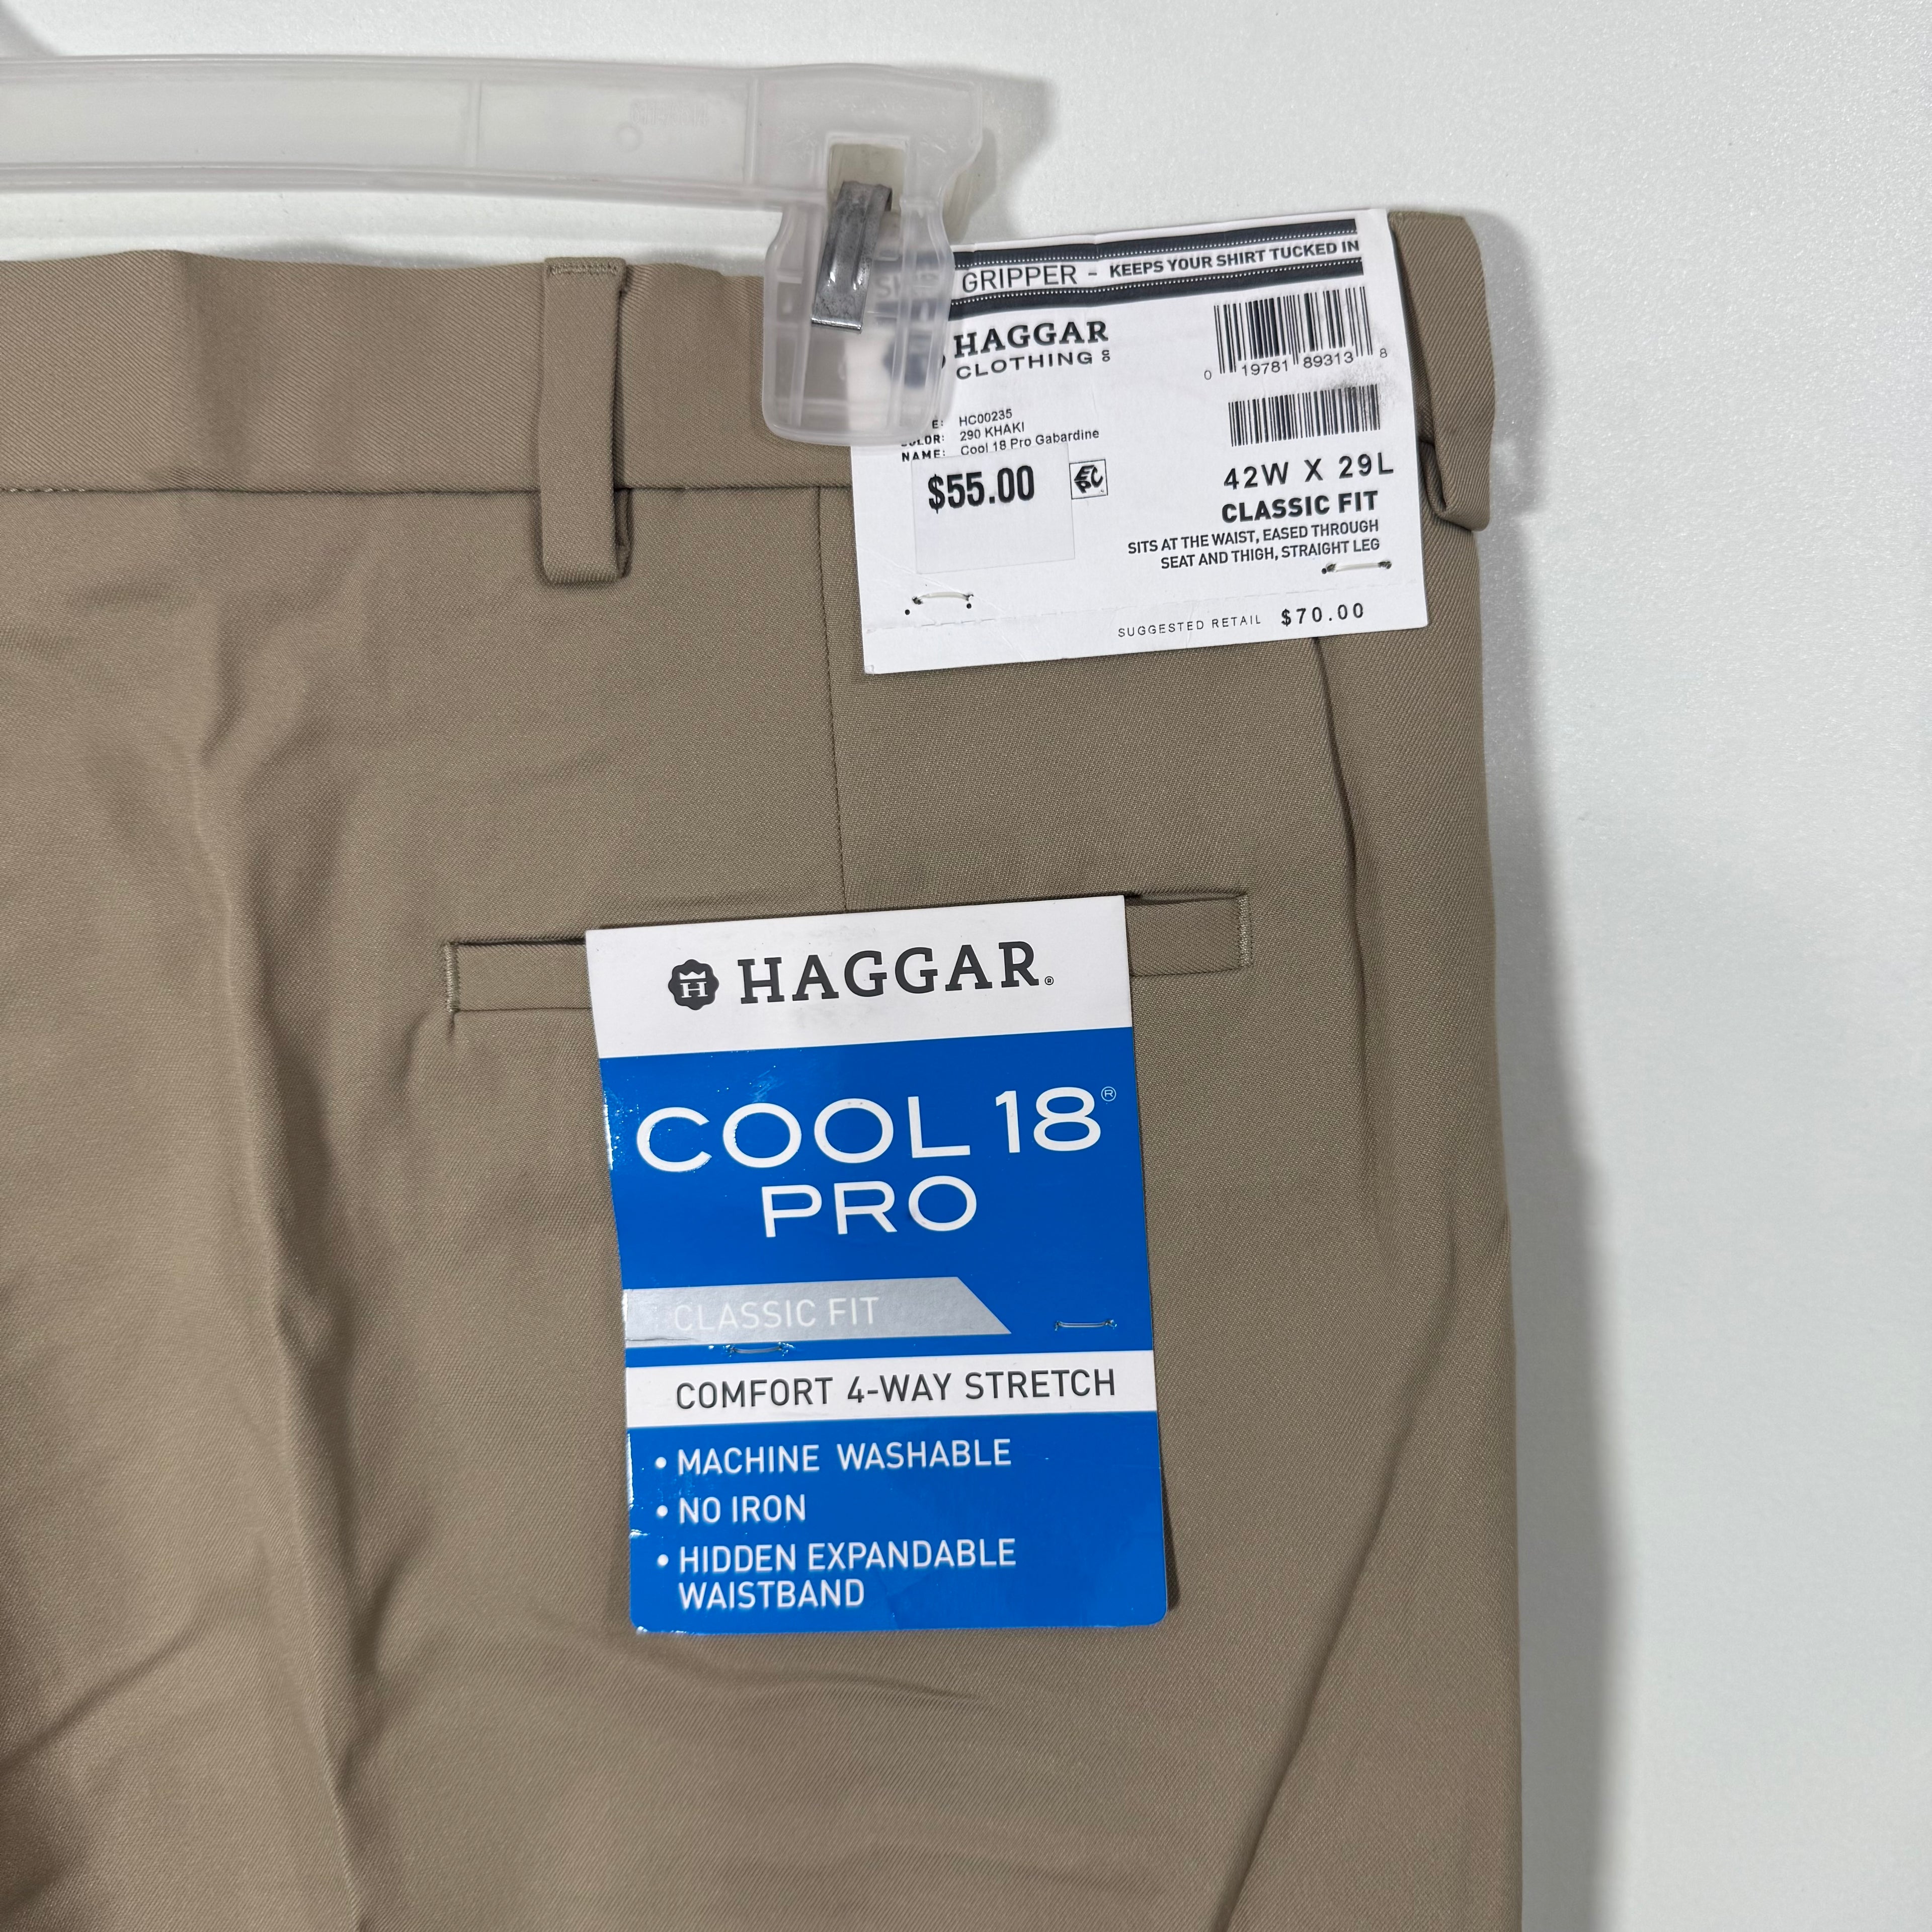 GRIPPER - KEEPS YOUR SHIRT TUCKED IN
HAGGAR
CLOTHING CO
0 19781 89313 8
E: HC00235
COLOR: 290 KHAKI
NAME: Cool 18 Pro Gabardine
$55.00
42W X 29L
CLASSIC FIT
SITS AT THE WAIST, EASED THROUGH
SEAT AND THIGH, STRAIGHT LEG
SUGGESTED RETAIL $70.00
H HAGGAR®
COOL 18®
PRO
CLASSIC FIT
COMFORT 4-WAY STRETCH
• MACHINE WASHABLE
• NO IRON
• HIDDEN EXPANDABLE
WAISTBAND